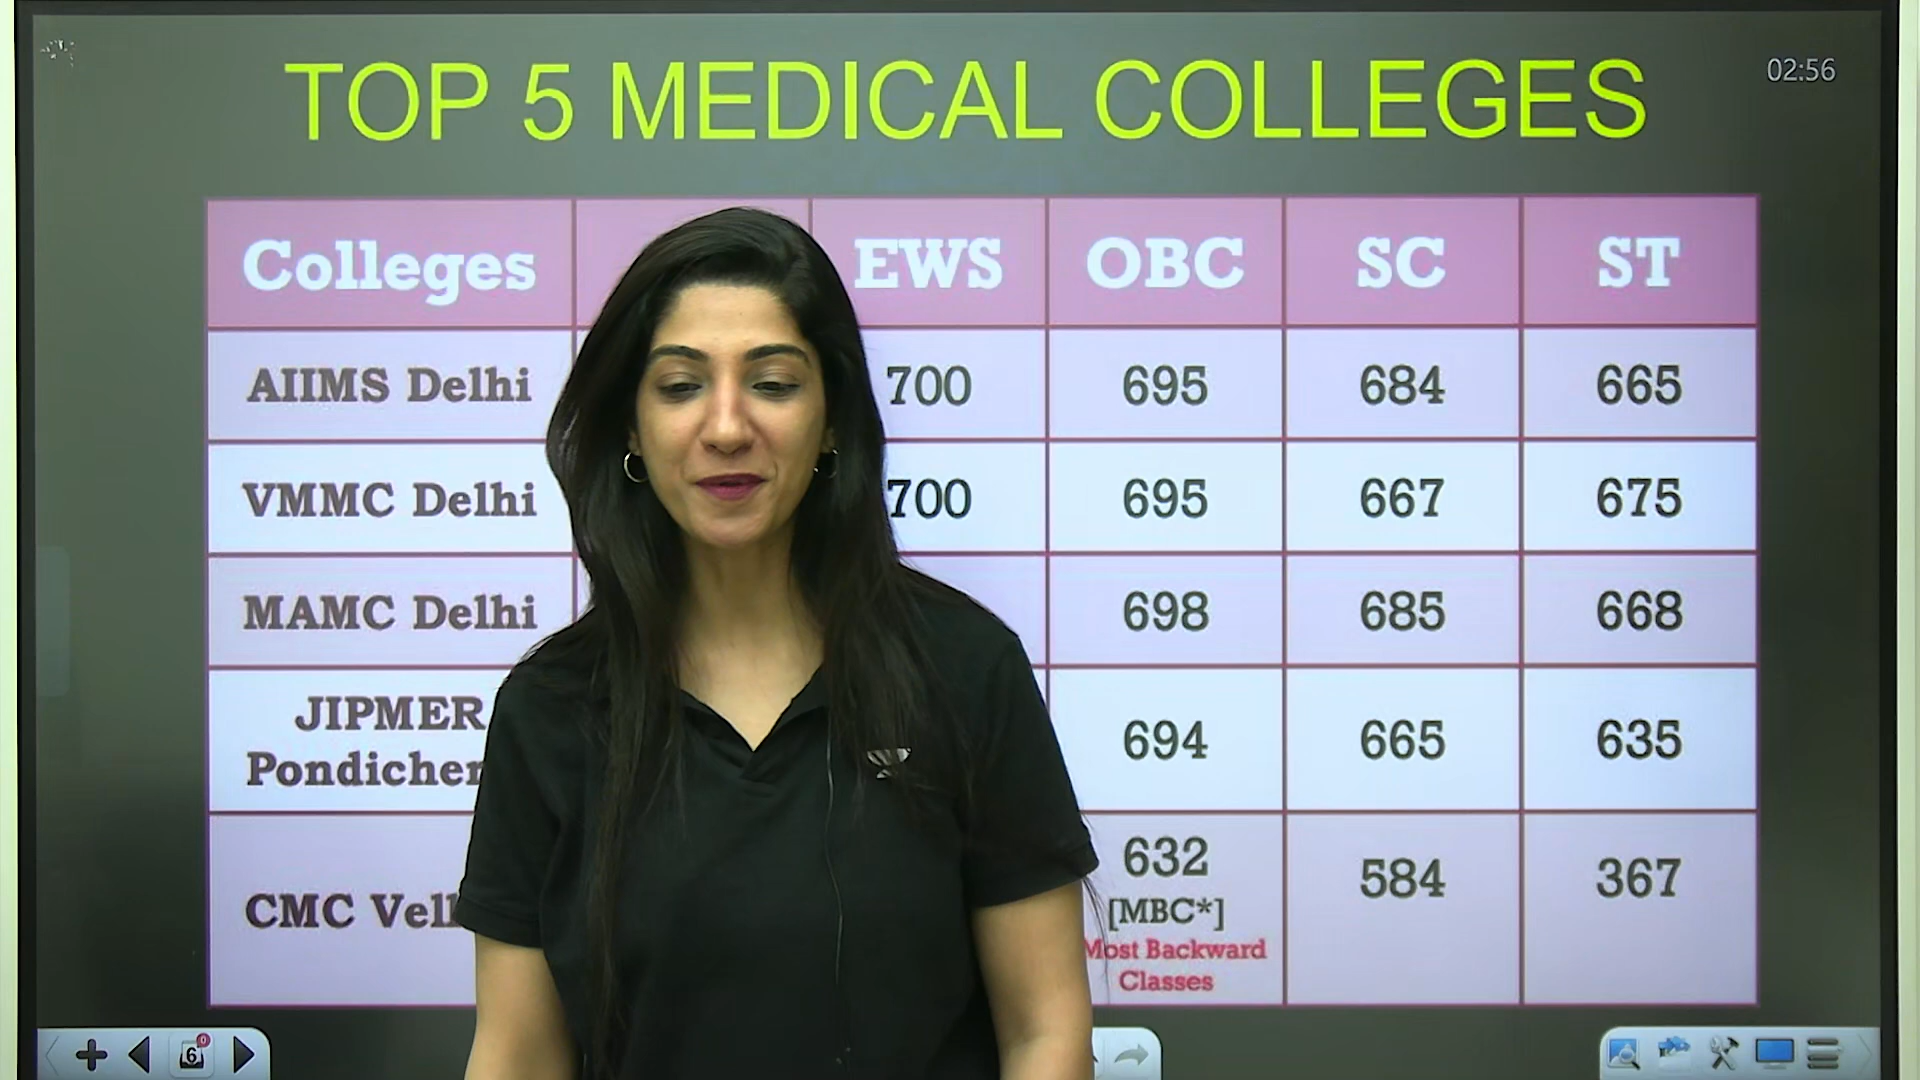 TOP 5 MEDICAL COLLEGES
02:56
Colleges EWS OBC SC ST
AIIMS Delhi 700 695 684 665
VMMC Delhi 700 695 667 675
MAMC Delhi 698 685 668
JIPMER
694 665 635
632 584 367
CMC
[MBC*]
Most Backward
Classes
6
0